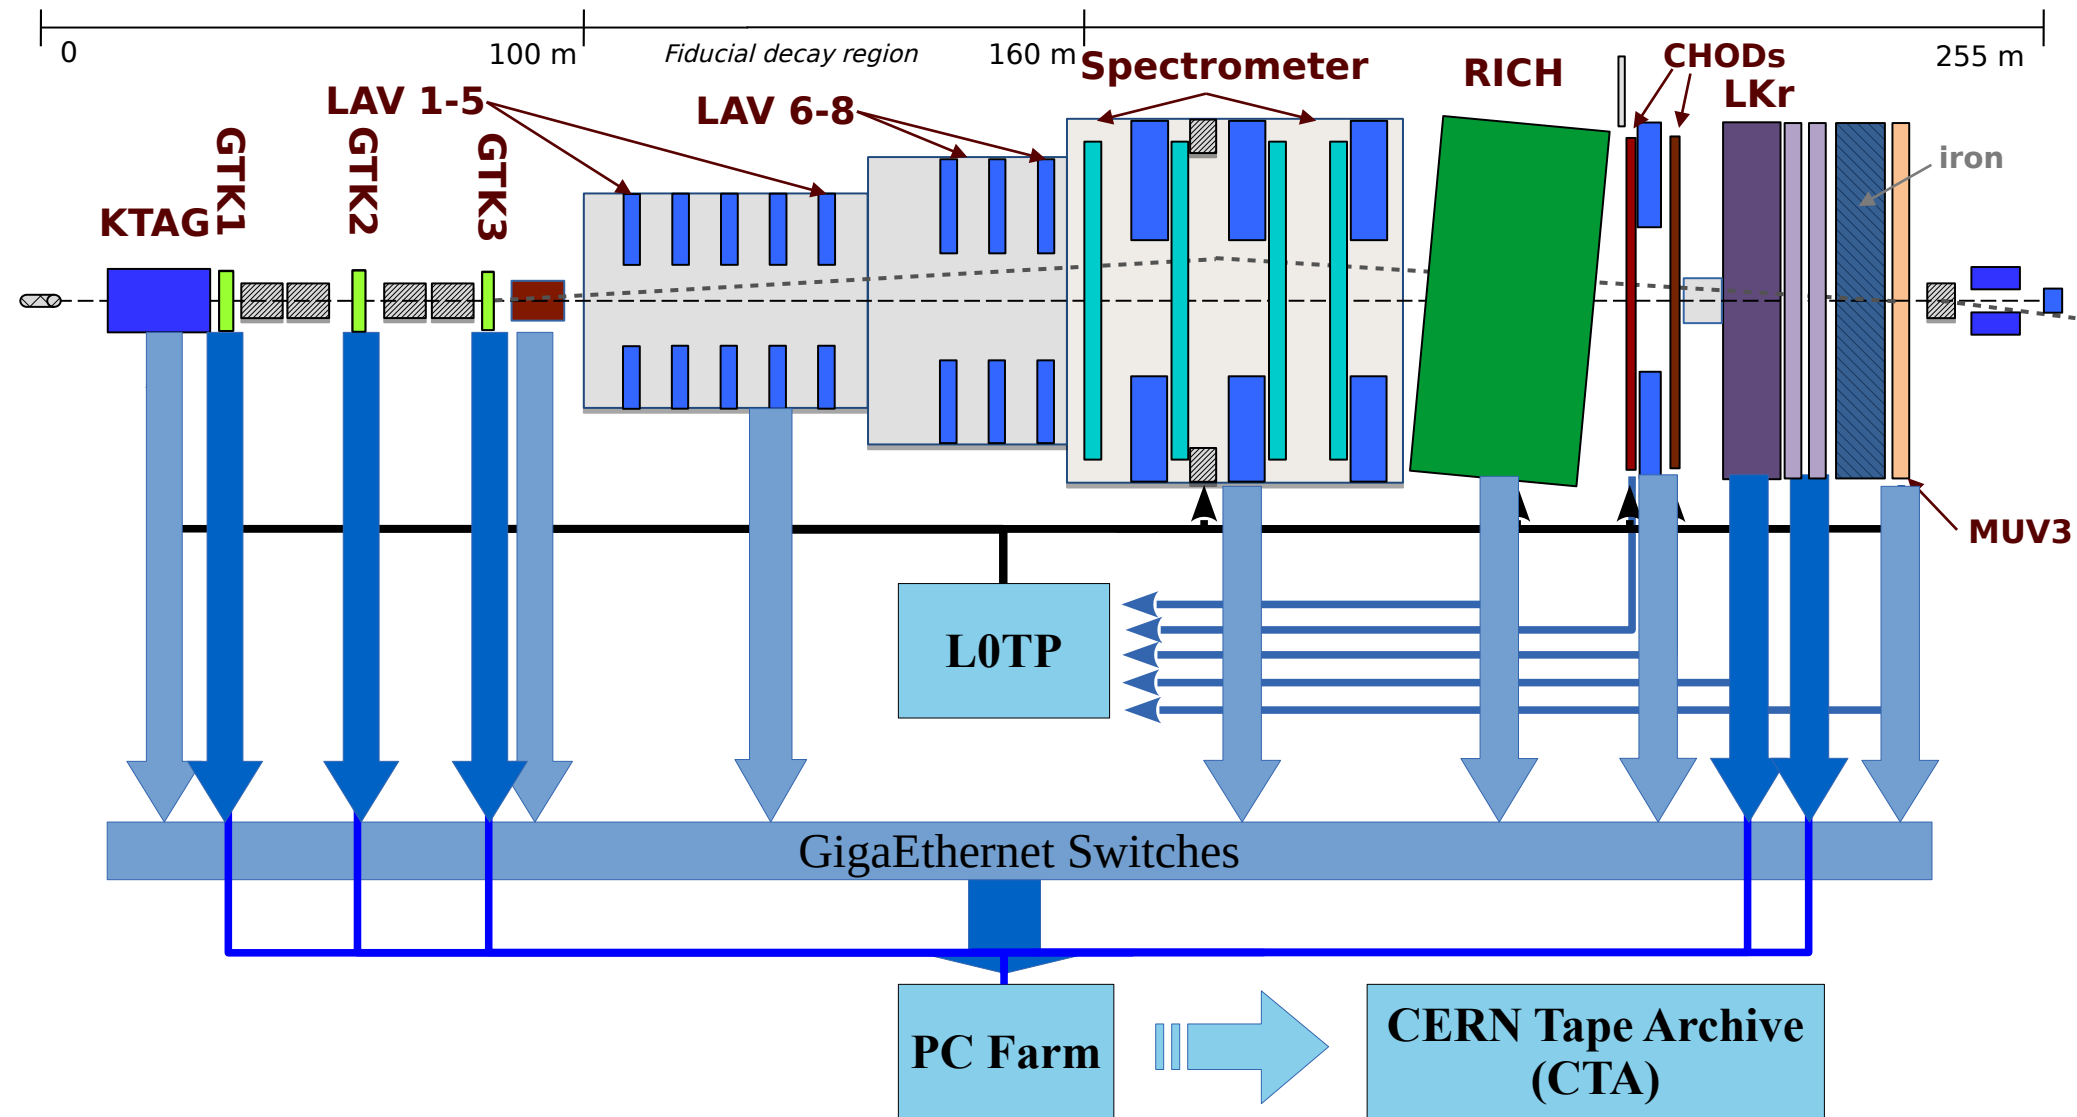 0
100 m
Fiducial decay region
160 m
255 m
Spectrometer
RICH
CHODs
LKr
LAV 1-5
LAV 6-8
GTK1
GTK2
GTK3
KTAG
iron
MUV3
L0TP
GigaEthernet Switches
PC Farm
CERN Tape Archive
(CTA)